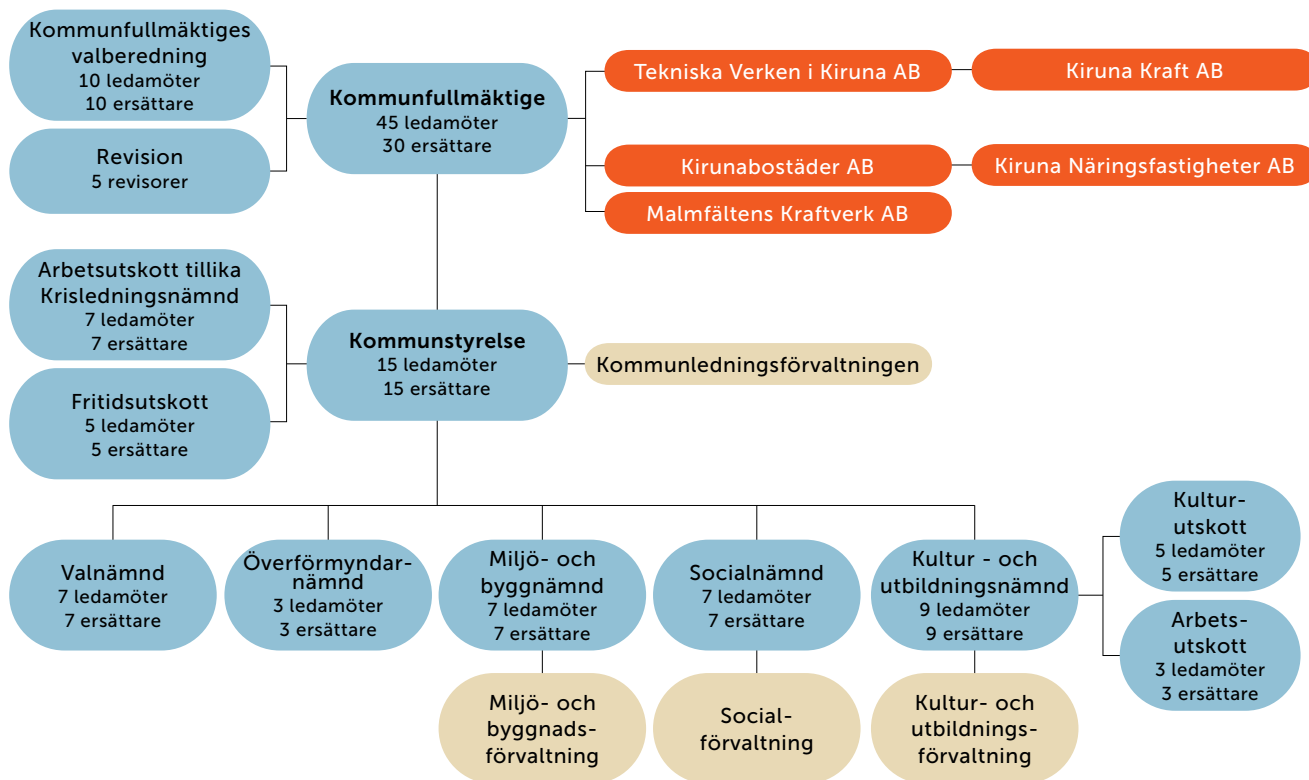 Kommunfullmäktiges
valberedning
10 ledamöter
10 ersättare
Revision
5 revisorer
Kommunfullmäktige
45 ledamöter
30 ersättare
Tekniska Verken i Kiruna AB
Kiruna Kraft AB
Kirunabostäder AB
Kiruna Näringsfastigheter AB
Malmfältens Kraftverk AB
Arbetsutskott tillika
Krisledningsnämnd
7 ledamöter
7 ersättare
Fritidsutskott
5 ledamöter
5 ersättare
Kommunstyrelse
15 ledamöter
15 ersättare
Kommunledningsförvaltningen
Valnämnd
7 ledamöter
7 ersättare
Överförmyndar-
nämnd
3 ledamöter
3 ersättare
Miljö- och
byggnämnd
7 ledamöter
7 ersättare
Socialnämnd
7 ledamöter
7 ersättare
Kultur - och
utbildningsnämnd
9 ledamöter
9 ersättare
Kultur-
utskott
5 ledamöter
5 ersättare
Arbets-
utskott
3 ledamöter
3 ersättare
Miljö- och
byggnads-
förvaltning
Social-
förvaltning
Kultur- och
utbildnings-
förvaltning